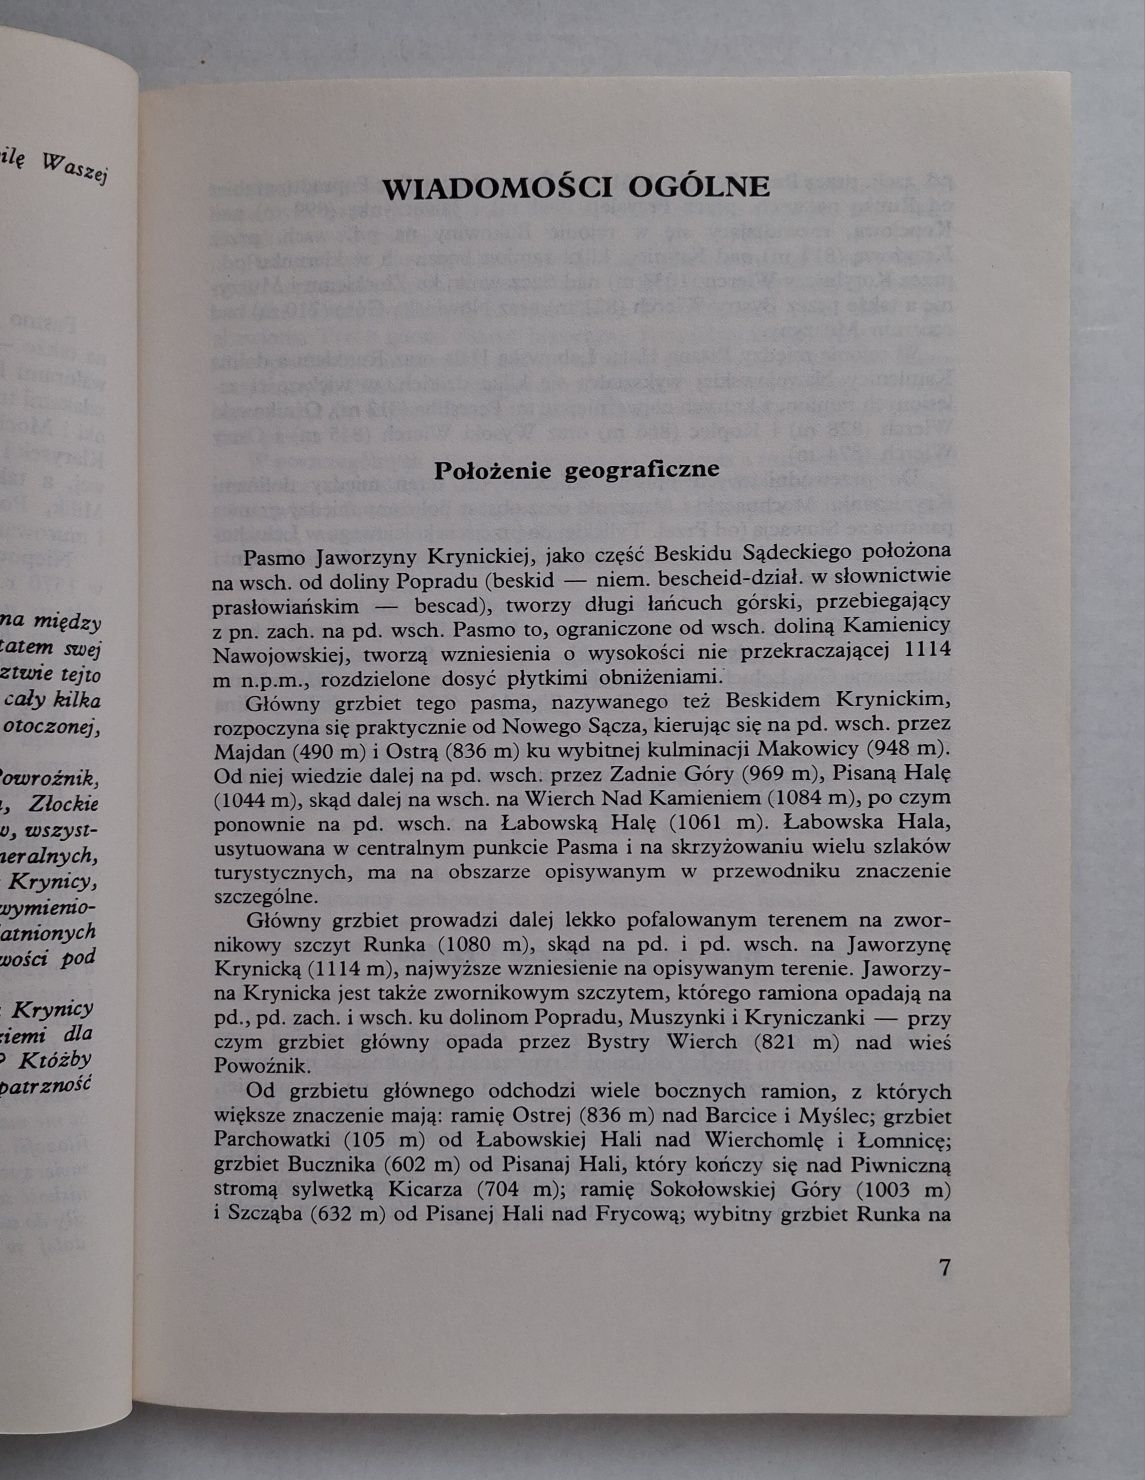 ilę Waszej
na między
tatem swej
ztwie tejto
cały kilka
otoczonej,
Powroźnik,
Złockie
w, wszyst-
neralnych,
Krynicy,
wymienio-
atnionych
wości pod
Krynicy
ziemi dla
? Któżby
patrzność
WIADOMOŚCI OGÓLNE
Położenie geograficzne
Pasmo Jaworzyny Krynickiej, jako część Beskidu Sądeckiego położona
na wsch. od doliny Popradu (beskid — niem. bescheid-dział. w słownictwie
prasłowiańskim — bescad), tworzy długi łańcuch górski, przebiegający
z pn. zach. na pd. wsch. Pasmo to, ograniczone od wsch. doliną Kamienicy
Nawojowskiej, tworzą wzniesienia o wysokości nie przekraczającej 1114
m n.p.m., rozdzielone dosyć płytkimi obniżeniami.
Główny grzbiet tego pasma, nazywanego też Beskidem Krynickim,
rozpoczyna się praktycznie od Nowego Sącza, kierując się na pd. wsch. przez
Majdan (490 m) i Ostrą (836 m) ku wybitnej kulminacji Makowicy (948 m).
Od niej wiedzie dalej na pd. wsch. przez Zadnie Góry (969 m), Pisaną Halę
(1044 m), skąd dalej na wsch. na Wierch Nad Kamieniem (1084 m), po czym
ponownie na pd. wsch. na Łabowską Halę (1061 m). Łabowska Hala,
usytuowana w centralnym punkcie Pasma i na skrzyżowaniu wielu szlaków
turystycznych, ma na obszarze opisywanym w przewodniku znaczenie
szczególne.
Główny grzbiet prowadzi dalej lekko pofalowanym terenem na zwor-
nikowy szczyt Runka (1080 m), skąd na pd. i pd. wsch. na Jaworzynę
Krynicką (1114 m), najwyższe wzniesienie na opisywanym terenie. Jaworzy-
na Krynicka jest także zwornikowym szczytem, którego ramiona opadają na
pd., pd. zach. i wsch. ku dolinom Popradu, Muszynki i Kryniczanki — przy
czym grzbiet główny opada przez Bystry Wierch (821 m) nad wieś
Powoźnik.
Od grzbietu głównego odchodzi wiele bocznych ramion, z których
większe znaczenie mają: ramię Ostrej (836 m) nad Barcice i Myślec; grzbiet
Parchowatki (105 m) od Łabowskiej Hali nad Wierchomlę i Łomnicę;
grzbiet Bucznika (602 m) od Pisanaj Hali, który kończy się nad Piwniczną
stromą sylwetką Kicarza (704 m); ramię Sokołowskiej Góry (1003 m)
i Szcząba (632 m) od Pisanej Hali nad Frycową; wybitny grzbiet Runka na
7